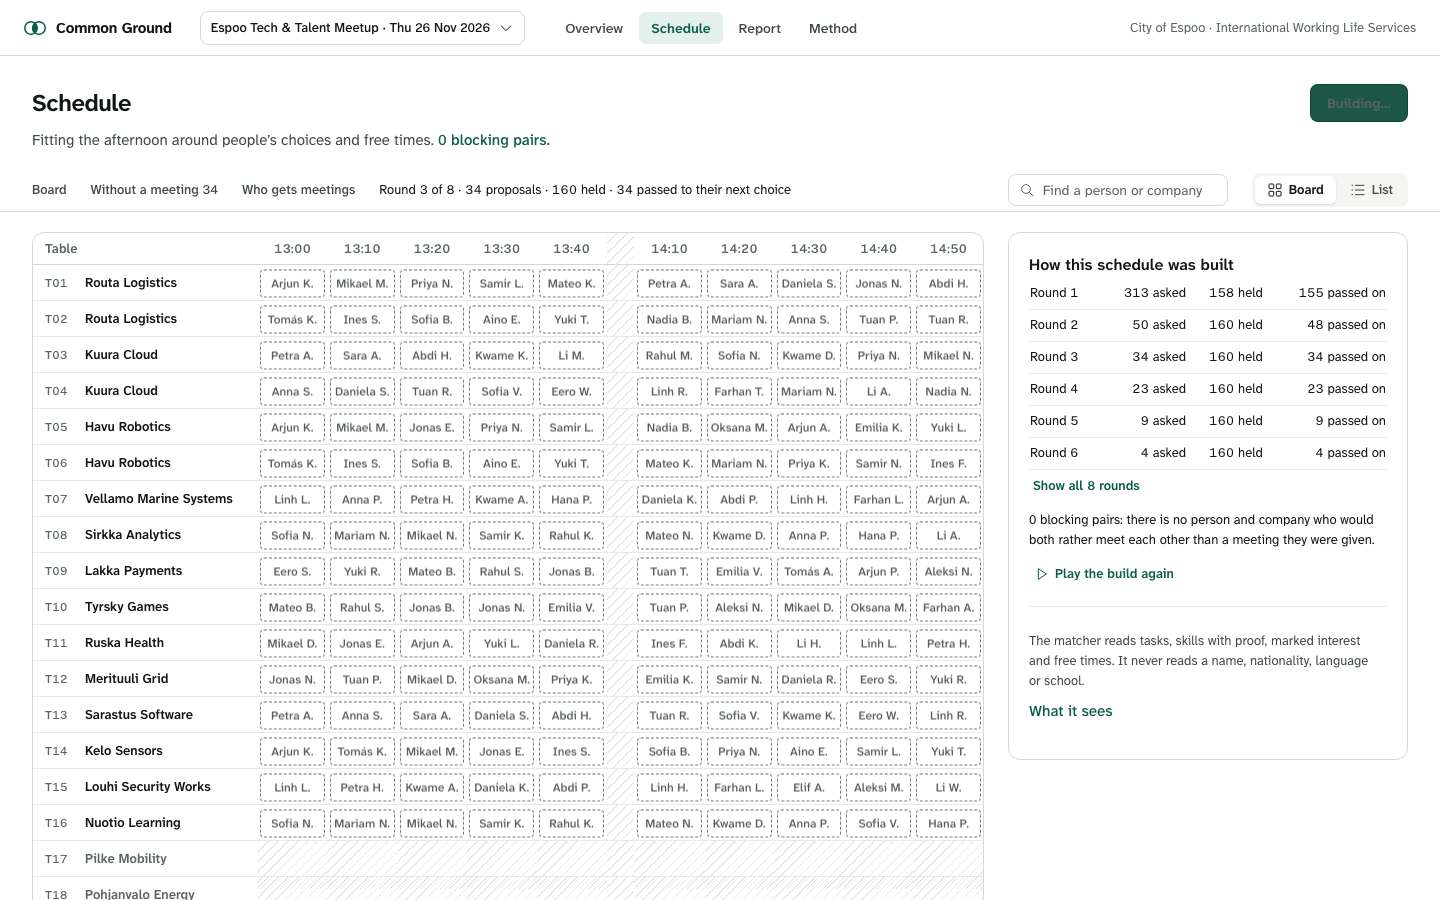 Common Ground
Espoo Tech & Talent Meetup · Thu 26 Nov 2026
Overview Schedule Report Method
City of Espoo · International Working Life Services
Schedule
Building...
Fitting the afternoon around people's choices and free times. 0 blocking pairs.
Board Without a meeting 34 Who gets meetings Round 3 of 8 · 34 proposals · 160 held · 34 passed to their next choice
Find a person or company
Board List
Table 13:00 13:10 13:20 13:30 13:40 14:10 14:20 14:30 14:40 14:50
T01 Routa Logistics Arjun K. Mikael M. Priya N. Samir L. Mateo K. Petra A. Sara A. Daniela S. Jonas N. Abdi H.
T02 Routa Logistics Tomás K. Ines S. Sofia B. Aino E. Yuki T. Nadia B. Mariam N. Anna S. Tuan P. Tuan R.
T03 Kuura Cloud Petra A. Sara A. Abdi H. Kwame K. Li M. Rahul M. Sofia N. Kwame D. Priya N. Mikael N.
T04 Kuura Cloud Anna S. Daniela S. Tuan R. Sofia V. Eero W. Linh R. Farhan T. Mariam N. Li A. Nadia N.
T05 Havu Robotics Arjun K. Mikael M. Jonas E. Priya N. Samir L. Nadia B. Oksana M. Arjun A. Emilia K. Yuki L.
T06 Havu Robotics Tomás K. Ines S. Sofia B. Aino E. Yuki T. Mateo K. Mariam N. Priya K. Samir N. Ines F.
T07 Vellamo Marine Systems Linh L. Anna P. Petra H. Kwame A. Hana P. Daniela K. Abdi P. Linh H. Farhan L. Arjun A.
T08 Sirkka Analytics Sofia N. Mariam N. Mikael N. Samir K. Rahul K. Mateo N. Kwame D. Anna P. Hana P. Li A.
T09 Lakka Payments Eero S. Yuki R. Mateo B. Rahul S. Jonas B. Tuan T. Emilia V. Tomás A. Arjun P. Aleksi N.
T10 Tyrsky Games Mateo B. Rahul S. Jonas B. Jonas N. Emilia V. Tuan P. Aleksi N. Mikael D. Oksana M. Farhan A.
T11 Ruska Health Mikael D. Jonas E. Arjun A. Yuki L. Daniela R. Ines F. Abdi K. Li H. Linh L. Petra H.
T12 Merituuli Grid Jonas N. Tuan P. Mikael D. Oksana M. Priya K. Emilia K. Samir N. Daniela R. Eero S. Yuki R.
T13 Sarastus Software Petra A. Anna S. Sara A. Daniela S. Abdi H. Tuan R. Sofia V. Kwame K. Eero W. Linh R.
T14 Kelo Sensors Arjun K. Tomás K. Mikael M. Jonas E. Ines S. Sofia B. Priya N. Aino E. Samir L. Yuki T.
T15 Louhi Security Works Linh L. Petra H. Kwame A. Daniela K. Abdi P. Linh H. Farhan L. Elif A. Aleksi M. Li W.
T16 Nuotio Learning Sofia N. Mariam N. Mikael N. Samir K. Rahul K. Mateo N. Kwame D. Anna P. Sofia V. Hana P.
T17 Pilke Mobility
T18 Pohjanvalo Energy
How this schedule was built
Round 1 313 asked 158 held 155 passed on
Round 2 50 asked 160 held 48 passed on
Round 3 34 asked 160 held 34 passed on
Round 4 23 asked 160 held 23 passed on
Round 5 9 asked 160 held 9 passed on
Round 6 4 asked 160 held 4 passed on
Show all 8 rounds
0 blocking pairs: there is no person and company who would
both rather meet each other than a meeting they were given.
Play the build again
The matcher reads tasks, skills with proof, marked interest
and free times. It never reads a name, nationality, language
or school.
What it sees